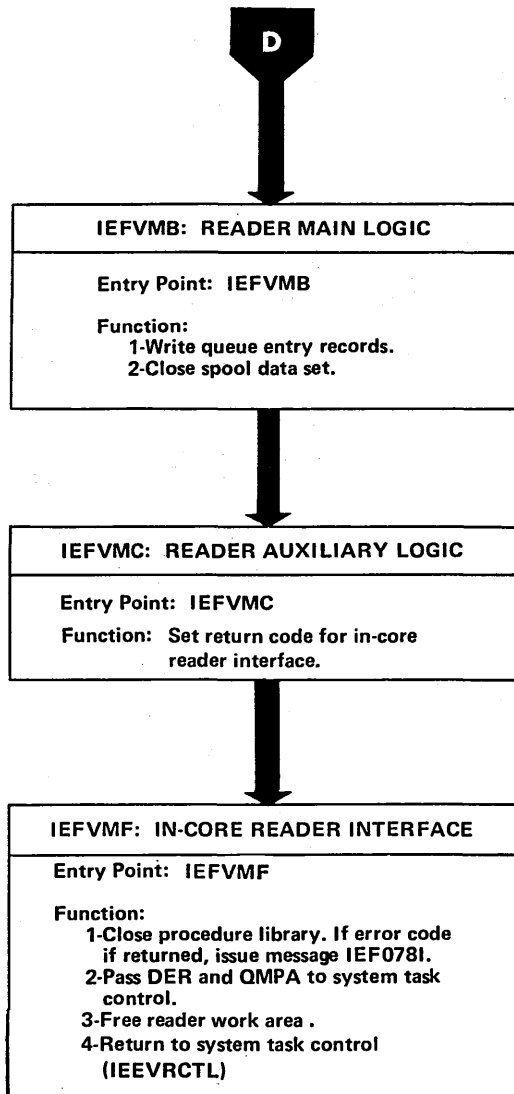 D
IEFVMB: READER MAIN LOGIC
Entry Point: IEFVMB
Function:
1-Write queue entry records.
2-Close spool data set.
IEFVMC: READER AUXILIARY LOGIC
Entry Point: IEFVMC
Function: Set return code for in-core
reader interface.
IEFVMF: IN-CORE READER INTERFACE
Entry Point: IEFVMF
Function:
1-Close procedure library. If error code
if returned, issue message IEF078I.
2-Pass DER and QMPA to system task
control.
3-Free reader work area .
4-Return to system task control
(IEEVRCTL)